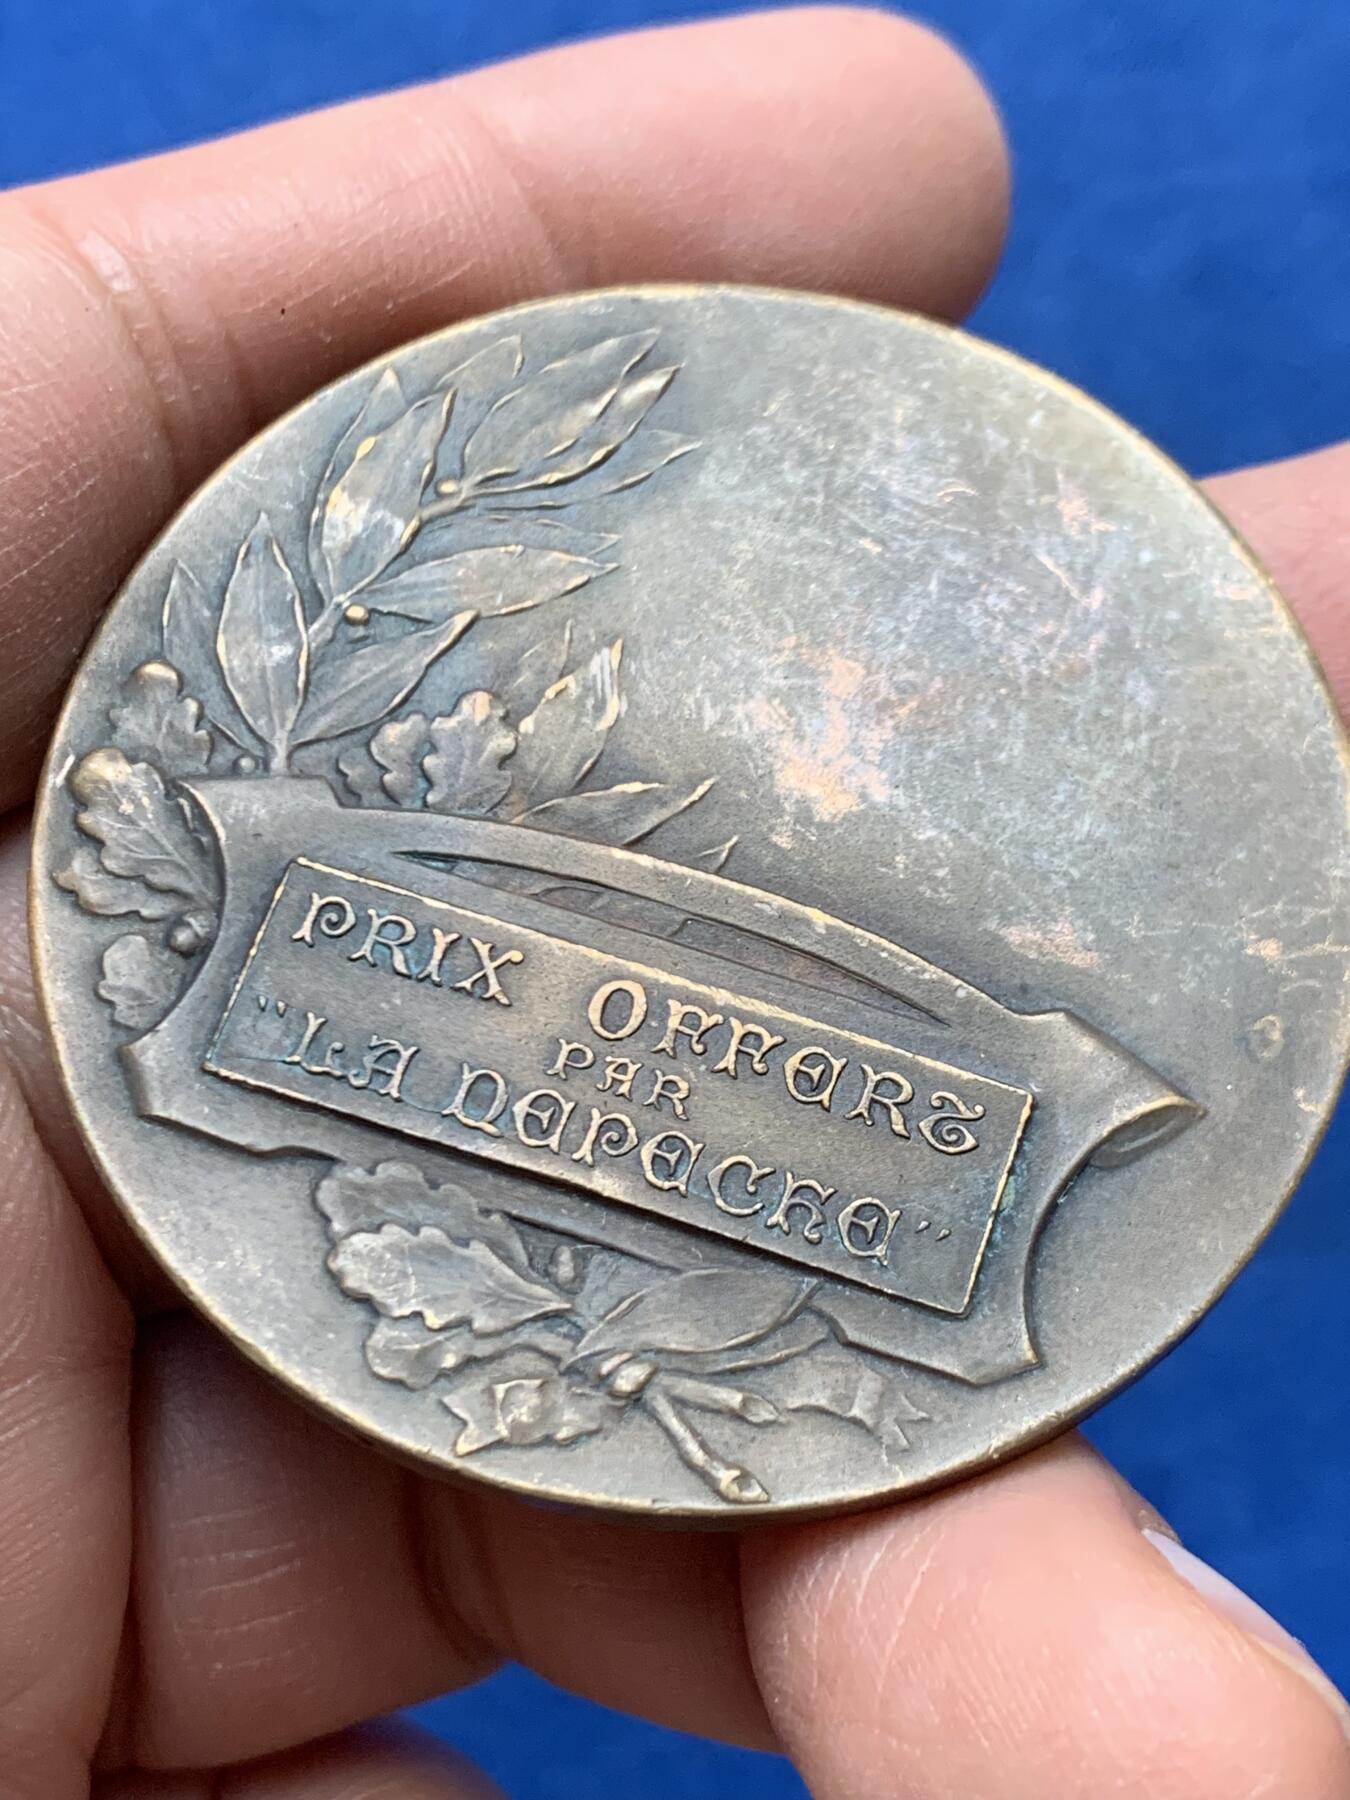 PRIX OFFERT
PAR
"LA DEPECHE"